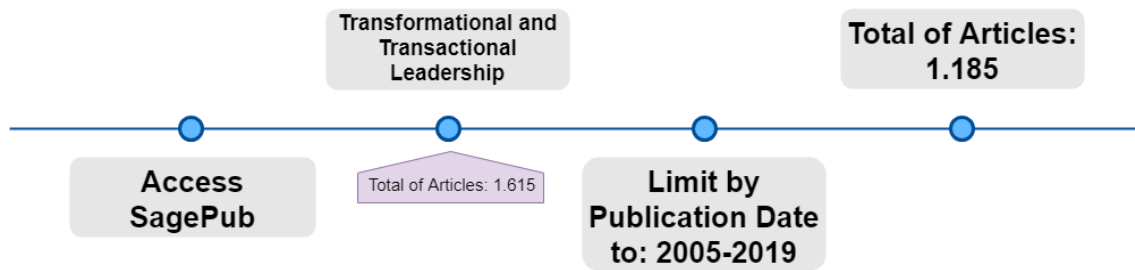 Access
SagePub
Transformational and
Transactional
Leadership
Total of Articles: 1.615
Limit by
Publication Date
to: 2005-2019
Total of Articles:
1.185